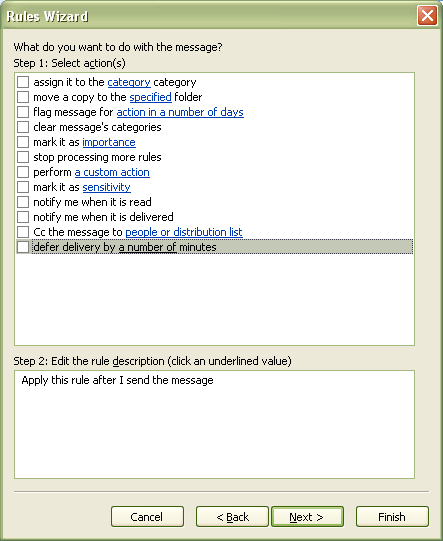 Rules Wizard
What do you want to do with the message?
Step 1: Select action(s)
assign it to the category category
move a copy to the specified folder
flag message for action in a number of days
clear message's categories
mark it as importance
stop processing more rules
perform a custom action
mark it as sensitivity
notify me when it is read
notify me when it is delivered
Cc the message to people or distribution list
defer delivery by a number of minutes
Step 2: Edit the rule description (click an underlined value)
Apply this rule after I send the message
Cancel < Back Next > Finish